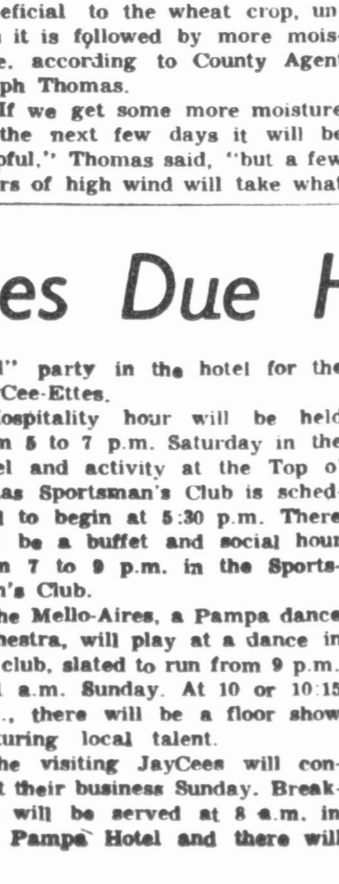 eficial to the wheat crop, un
it is followed by more mois-
e, according to County Agent
ph Thomas.
If we get some more moisture
the next few days it will be
pful," Thomas said, "but a few
rs of high wind will take what
es Due H
l" party in the hotel for the
yCee-Ettes.
Hospitality hour will be held
m 5 to 7 p.m. Saturday in the
el and activity at the Top o'
as Sportsman's Club is sched-
d to begin at 5:30 p.m. There
be a buffet and social hour
m 7 to 9 p.m. in the Sports-
n's Club.
he Mello-Aires, a Pampa dance
hestra, will play at a dance in
club, slated to run from 9 p.m.
l a.m. Sunday. At 10 or 10:15
., there will be a floor show
turing local talent.
he visiting JayCees will con-
t their business Sunday. Break-
will be served at 8 a.m. in
Pampa Hotel and there will